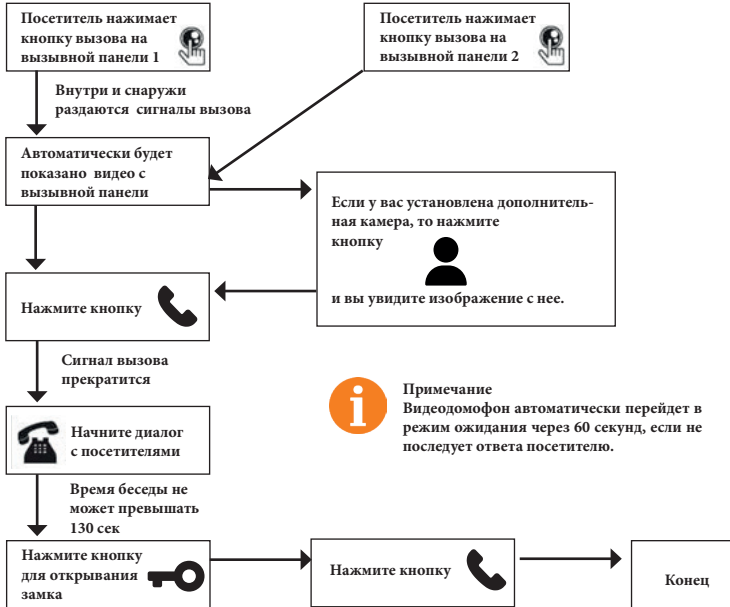 Посетитель нажимает
кнопку вызова на
вызывной панели 1
Посетитель нажимает
кнопку вызова на
вызывной панели 2
Внутри и снаружи
раздаются сигналы вызова
Автоматически будет
показано видео с
вызывной панели
Если у вас установлена дополнитель-
ная камера, то нажмите
кнопку
и вы увидите изображение с нее.
Нажмите кнопку
Сигнал вызова
прекратится
Примечание
Видеодомофон автоматически перейдет в
режим ожидания через 60 секунд, если не
последует ответа посетителю.
Начните диалог
с посетителями
Время беседы не
может превышать
130 сек
Нажмите кнопку
для открывания
замка
Нажмите кнопку
Конец